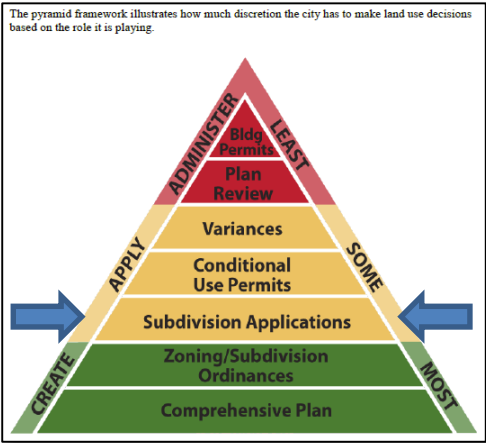 The pyramid framework illustrates how much discretion the city has to make land use decisions
based on the role it is playing.
ADMINISTER
LEAST
Bldg
Permits
Plan
Review
APPLY
SOME
Variances
Conditional
Use Permits
Subdivision Applications
CREATE
MOST
Zoning/Subdivision
Ordinances
Comprehensive Plan